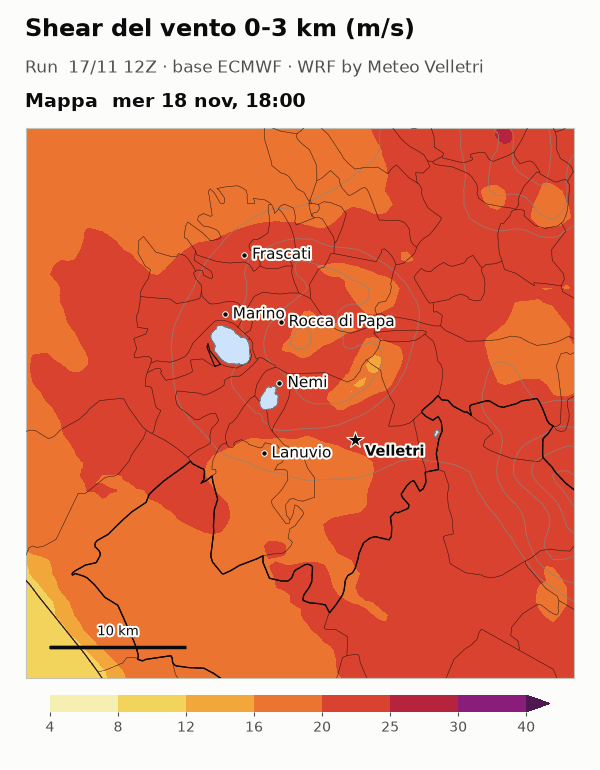 Shear del vento 0-3 km (m/s)
Run  17/11 12Z · base ECMWF · WRF by Meteo Velletri
Mappa  mer 18 nov, 18:00
Frascati
Marino
Rocca di Papa
Nemi
Velletri
Lanuvio
10 km
4 8 12 16 20 25 30 40